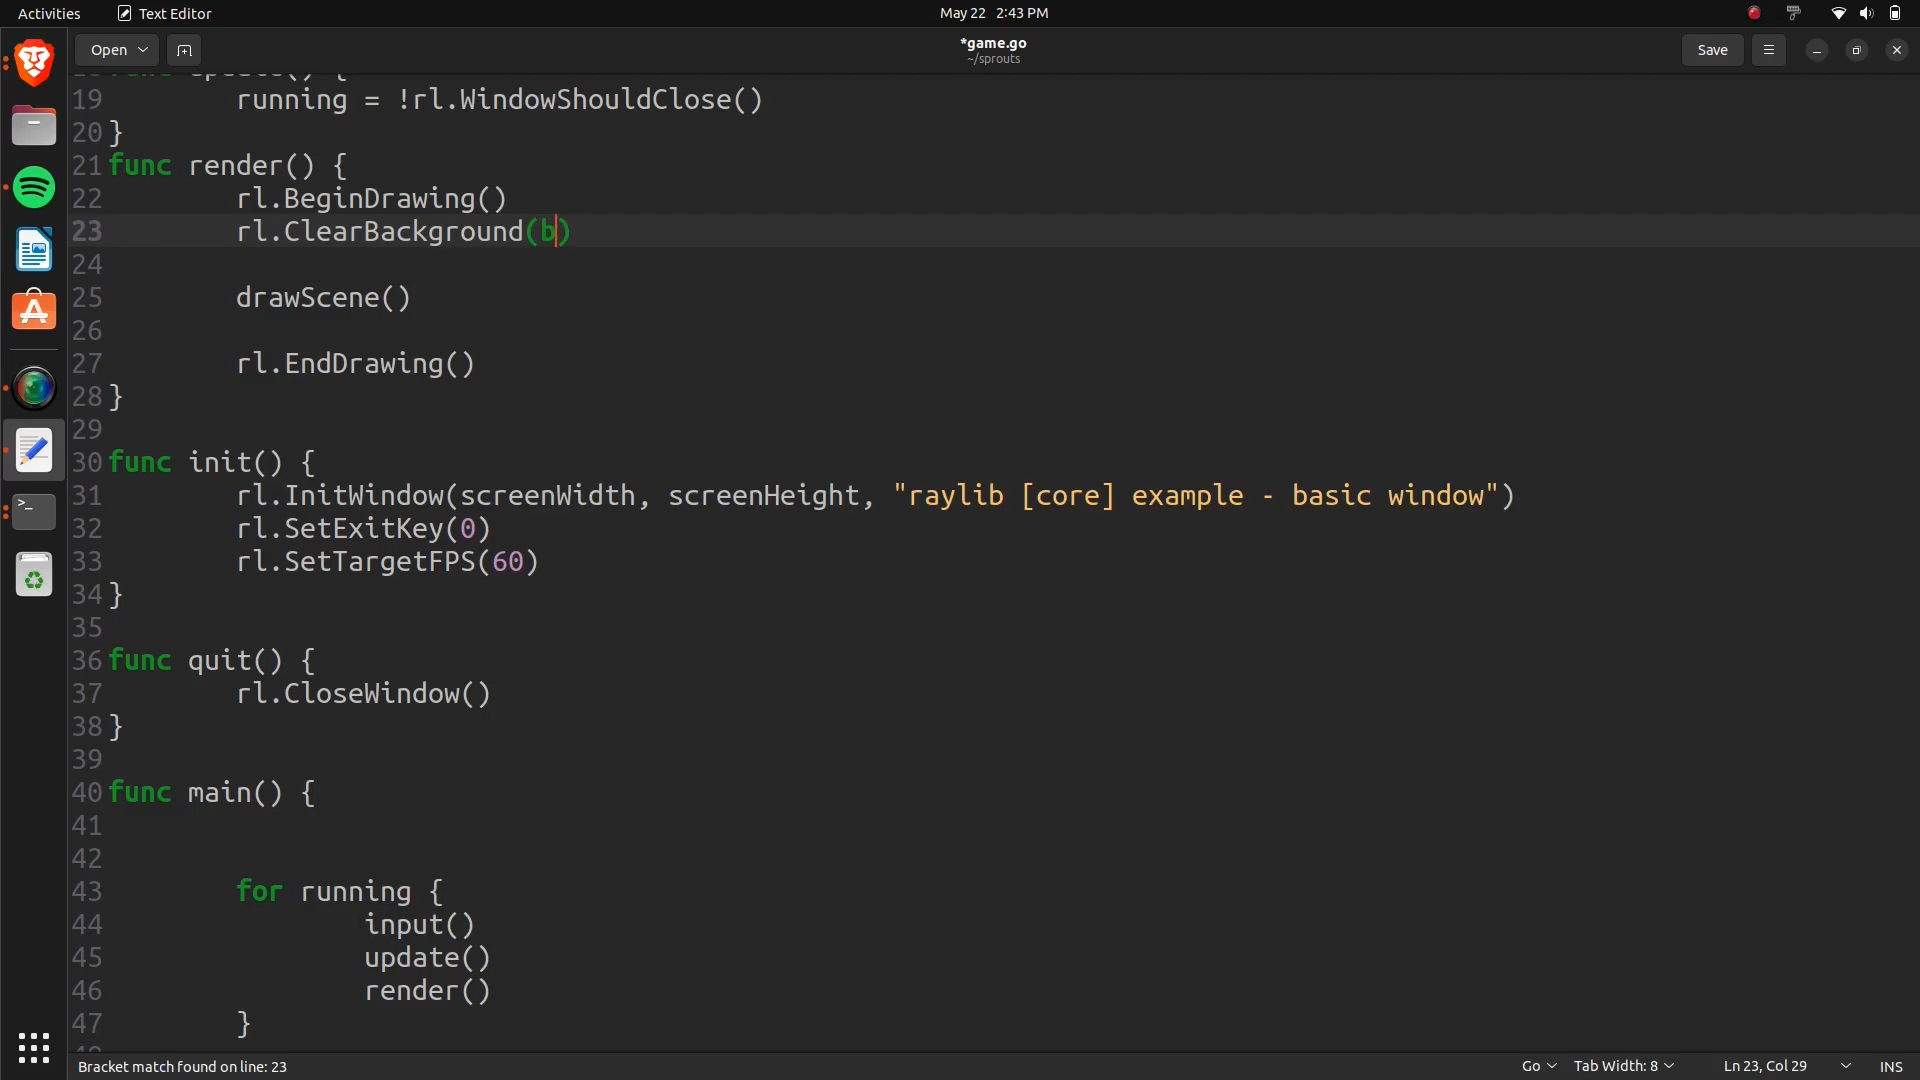 Activities
Text Editor
May 22 2:43 PM
Open
*game.go
~/sprouts
Save
19 running = !rl.WindowShouldClose()
20 }
21 func render() {
22 rl.BeginDrawing()
23 rl.ClearBackground(b)
24
25 drawScene()
26
27 rl.EndDrawing()
28 }
29
30 func init() {
31 rl.InitWindow(screenWidth, screenHeight, "raylib [core] example - basic window")
32 rl.SetExitKey(0)
33 rl.SetTargetFPS(60)
34 }
35
36 func quit() {
37 rl.CloseWindow()
38 }
39
40 func main() {
41
42
43 for running {
44 input()
45 update()
46 render()
47 }
Bracket match found on line: 23
Go
Tab Width: 8
Ln 23, Col 29
INS